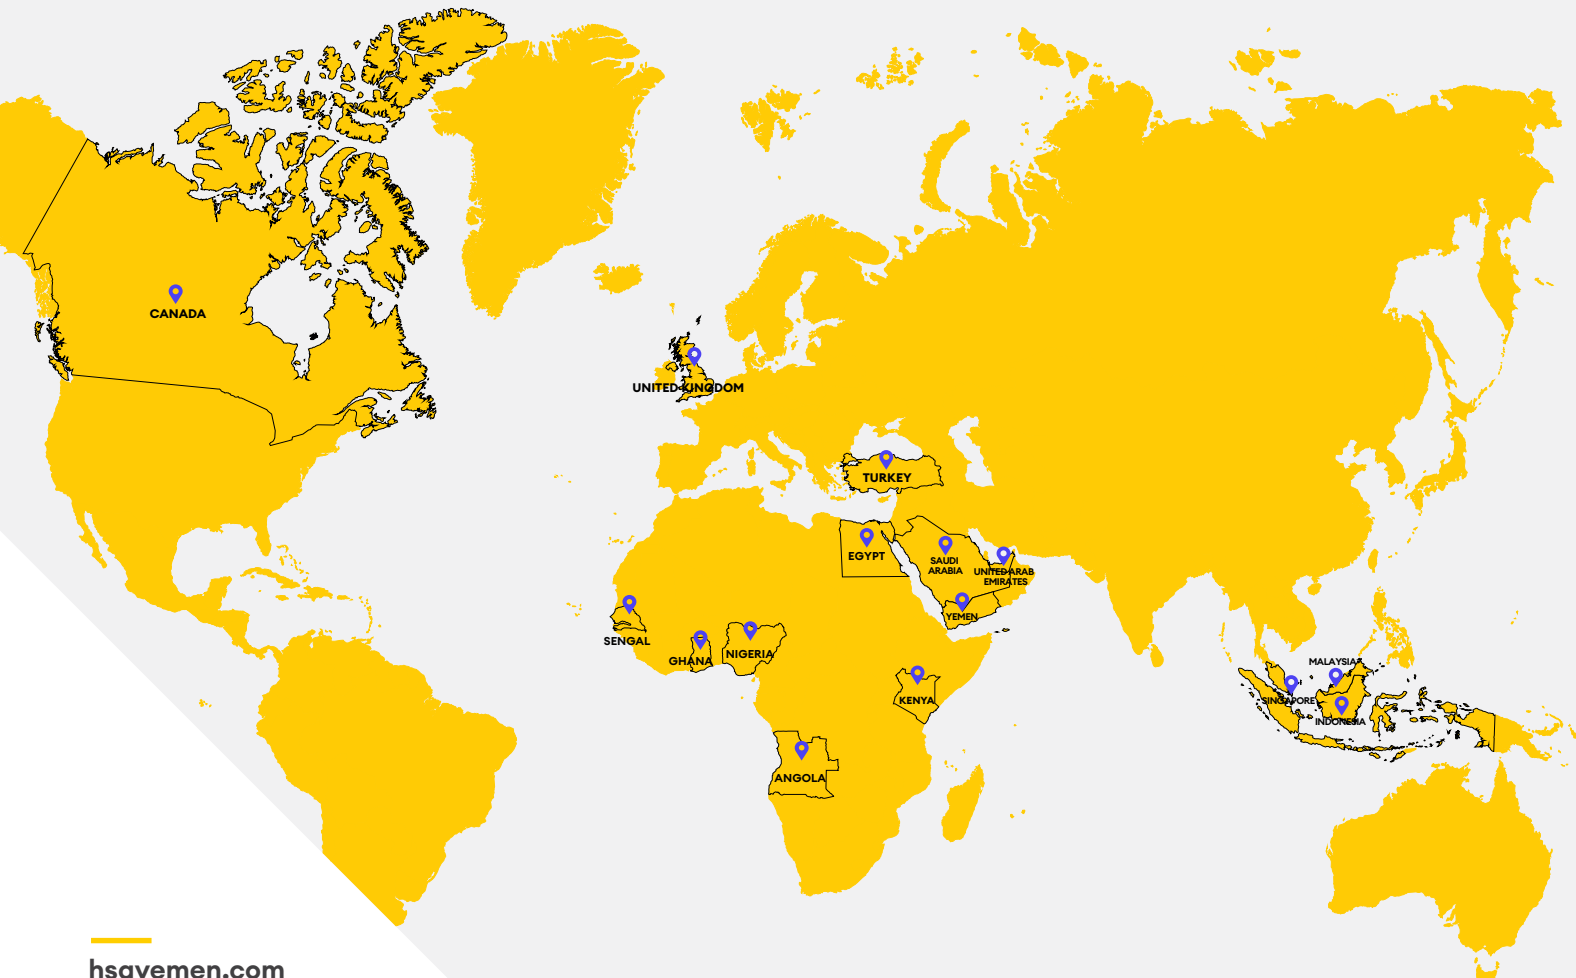 CANADA
UNITED KINGDOM
TURKEY
EGYPT
SAUDI
ARABIA
UNITED ARAB
EMIRATES
YEMEN
SENGAL
GHANA
NIGERIA
KENYA
ANGOLA
MALAYSIA
SINGAPORE
INDONESIA
hsayemen.com